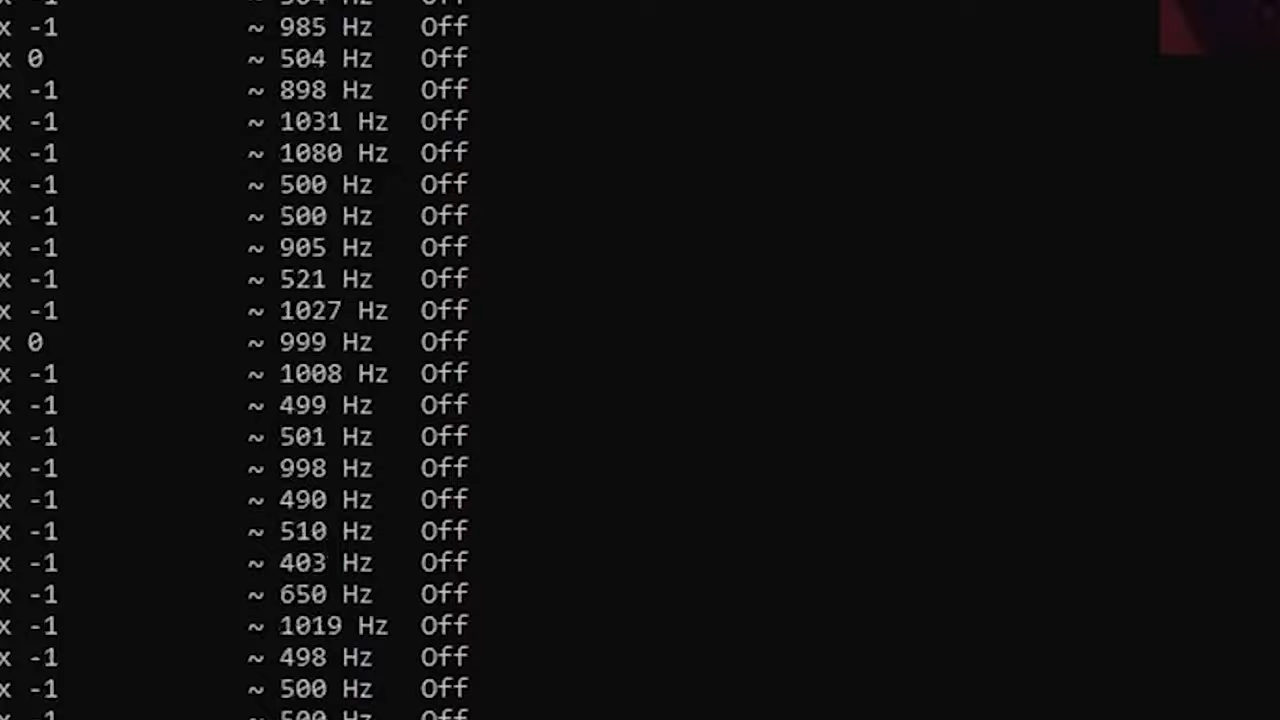 x -1 ~ 985 Hz Off
x 0 ~ 504 Hz Off
x -1 ~ 898 Hz Off
x -1 ~ 1031 Hz Off
x -1 ~ 1080 Hz Off
x -1 ~ 500 Hz Off
x -1 ~ 500 Hz Off
x -1 ~ 905 Hz Off
x -1 ~ 521 Hz Off
x -1 ~ 1027 Hz Off
x 0 ~ 999 Hz Off
x -1 ~ 1008 Hz Off
x -1 ~ 499 Hz Off
x -1 ~ 501 Hz Off
x -1 ~ 998 Hz Off
x -1 ~ 490 Hz Off
x -1 ~ 510 Hz Off
x -1 ~ 403 Hz Off
x -1 ~ 650 Hz Off
x -1 ~ 1019 Hz Off
x -1 ~ 498 Hz Off
x -1 ~ 500 Hz Off